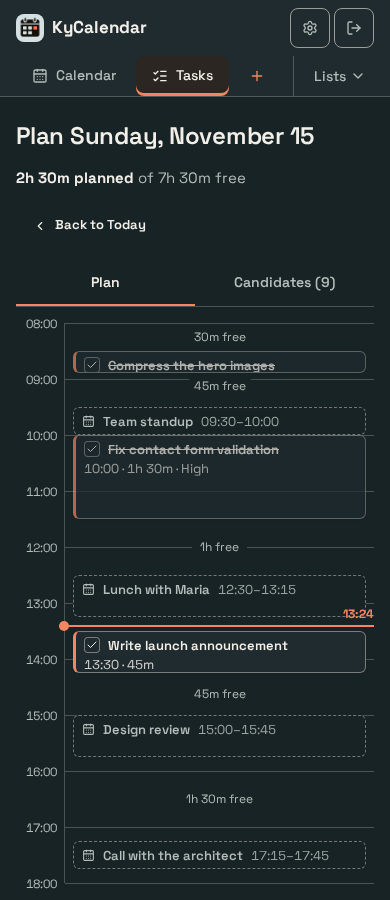 KyCalendar
Calendar
Tasks
+
Lists
Plan Sunday, November 15
2h 30m planned of 7h 30m free
Back to Today
Plan
Candidates (9)
08:00
30m free
Compress the hero images
09:00
45m free
Team standup 09:30–10:00
10:00
Fix contact form validation
10:00 · 1h 30m · High
11:00
12:00
1h free
Lunch with Maria 12:30–13:15
13:00
13:24
Write launch announcement
13:30 · 45m
14:00
45m free
15:00
Design review 15:00–15:45
16:00
1h 30m free
17:00
Call with the architect 17:15–17:45
18:00